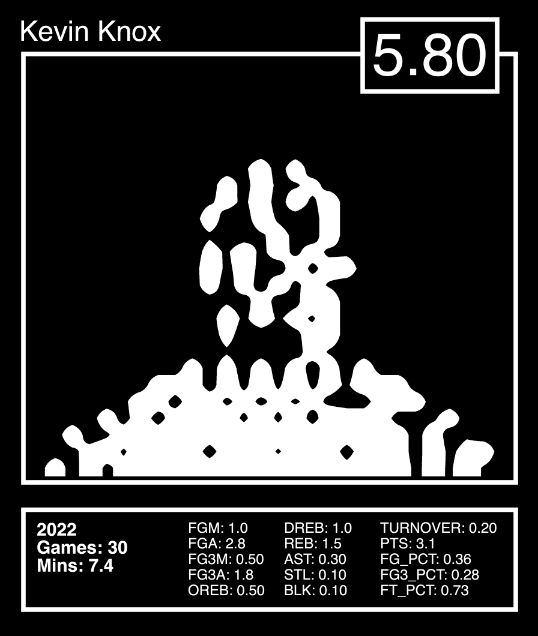 Kevin Knox
5.80
2022
Games: 30
Mins: 7.4
FGM: 1.0
FGA: 2.8
FG3M: 0.50
FG3A: 1.8
OREB: 0.50
DREB: 1.0
REB: 1.5
AST: 0.30
STL: 0.10
BLK: 0.10
TURNOVER: 0.20
PTS: 3.1
FG_PCT: 0.36
FG3_PCT: 0.28
FT_PCT: 0.73